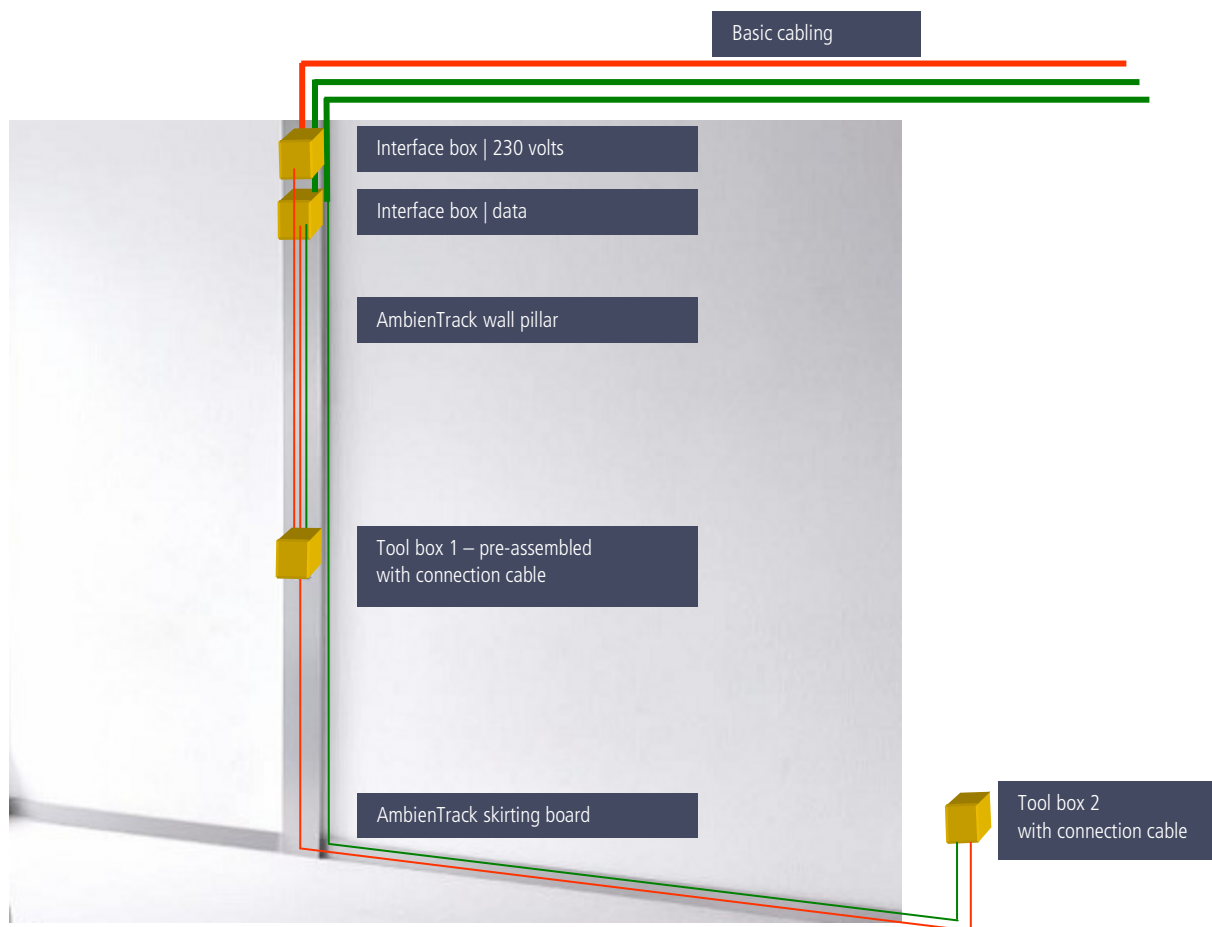 Basic cabling
Interface box | 230 volts
Interface box | data
AmbienTrack wall pillar
Tool box 1 – pre-assembled
with connection cable
AmbienTrack skirting board
Tool box 2
with connection cable